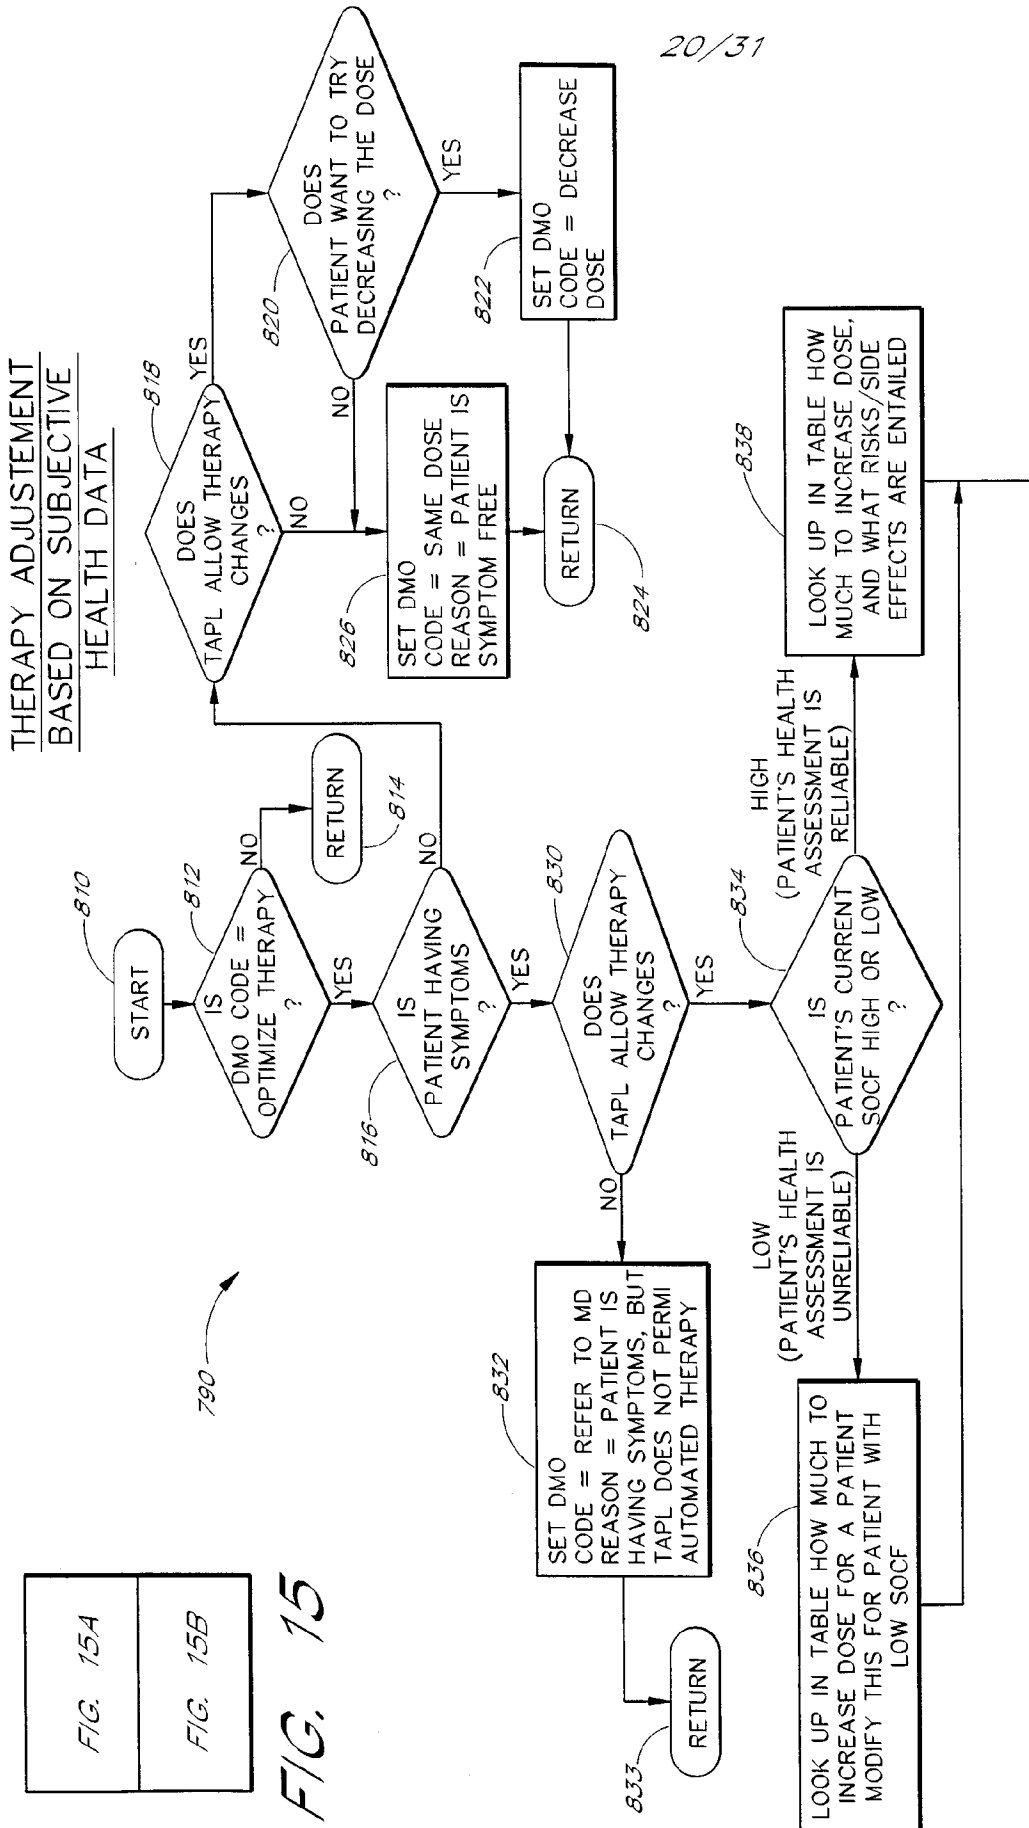 20/31
THERAPY ADJUSTEMENT
BASED ON SUBJECTIVE
HEALTH DATA
790
FIG. 15A
FIG. 15B
FIG. 15
810
START
812
IS
DMO CODE =
OPTIMIZE THERAPY
?
NO
RETURN
814
YES
816
IS
PATIENT HAVING
SYMPTOMS
?
NO
YES
818
DOES
TAPL ALLOW THERAPY
CHANGES
?
YES
NO
820
DOES
PATIENT WANT TO TRY
DECREASING THE DOSE
?
NO
YES
822
SET DMO
CODE = DECREASE
DOSE
826
SET DMO
CODE = SAME DOSE
REASON = PATIENT IS
SYMPTOM FREE
RETURN
824
830
DOES
TAPL ALLOW THERAPY
CHANGES
?
NO
YES
832
SET DMO
CODE = REFER TO MD
REASON = PATIENT IS
HAVING SYMPTOMS, BUT
TAPL DOES NOT PERMI
AUTOMATED THERAPY
833
RETURN
834
IS
PATIENT'S CURRENT
SOCF HIGH OR LOW
?
LOW
(PATIENT'S HEALTH
ASSESSMENT IS
UNRELIABLE)
HIGH
(PATIENT'S HEALTH
ASSESSMENT IS
RELIABLE)
836
LOOK UP IN TABLE HOW MUCH TO
INCREASE DOSE FOR A PATIENT
MODIFY THIS FOR PATIENT WITH
LOW SOCF
838
LOOK UP IN TABLE HOW
MUCH TO INCREASE DOSE,
AND WHAT RISKS/SIDE
EFFECTS ARE ENTAILED